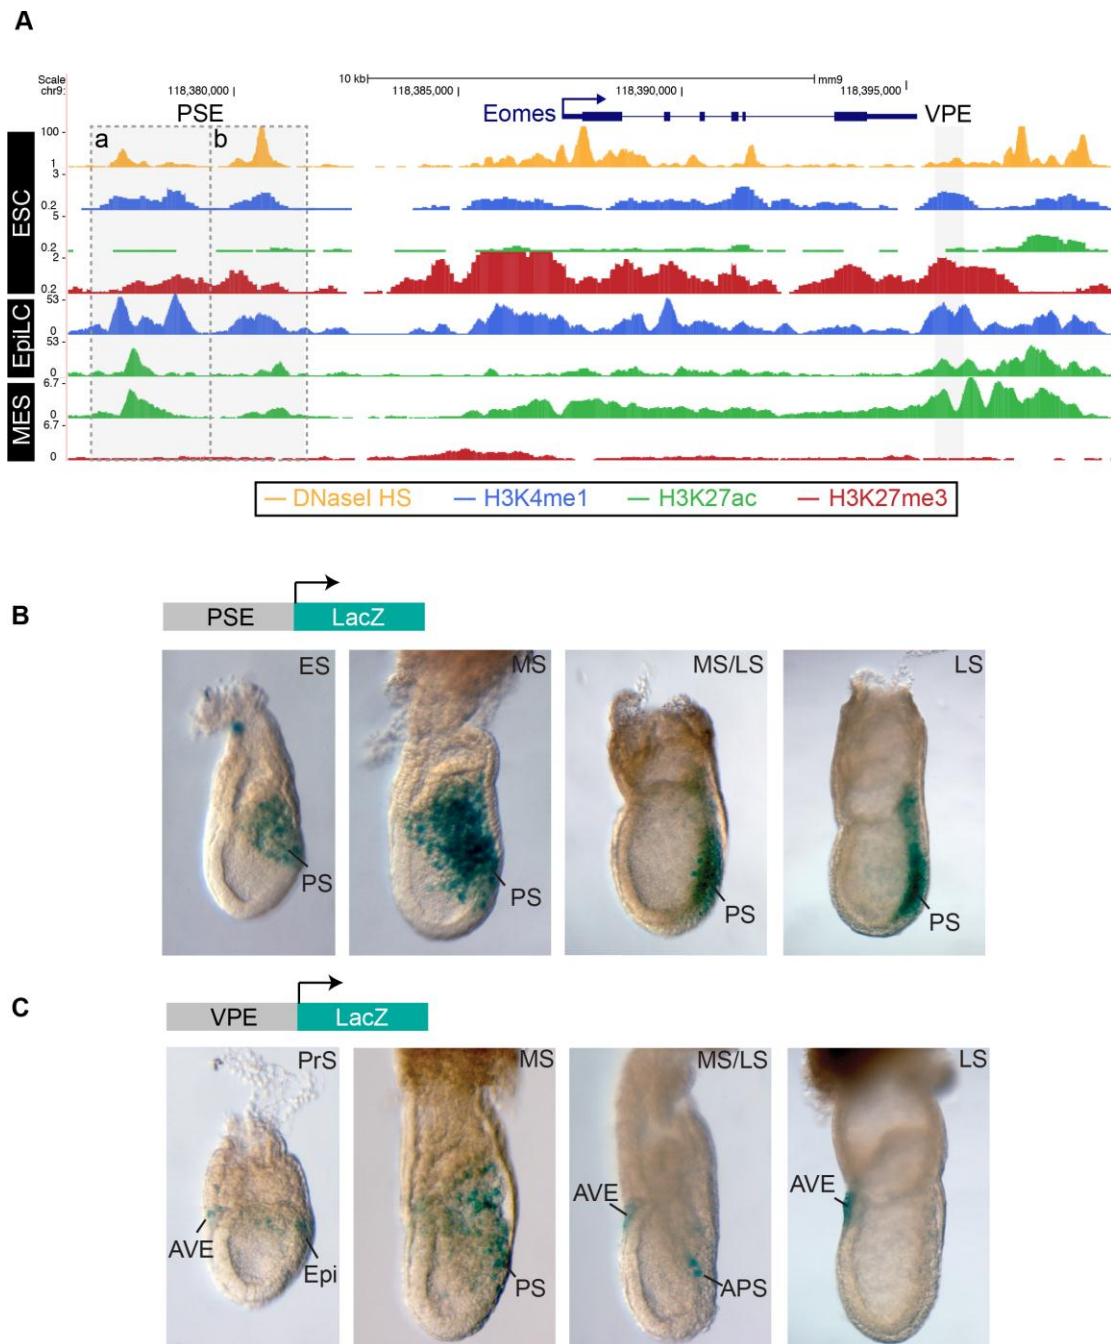 A
Scale
chr9:
10 kb
mm9
118,380,000
118,385,000
118,390,000
118,395,000
PSE
Eomes
VPE
a
b
ESC
100
1
3
0.2
5
0.2
2
0.2
EpiLC
53
0
53
0
MES
6.7
0
6.7
0
DNaseI HS
H3K4me1
H3K27ac
H3K27me3
B
PSE
LacZ
ES
MS
MS/LS
LS
PS
PS
PS
PS
C
VPE
LacZ
PrS
MS
MS/LS
LS
AVE
Epi
PS
AVE
APS
AVE